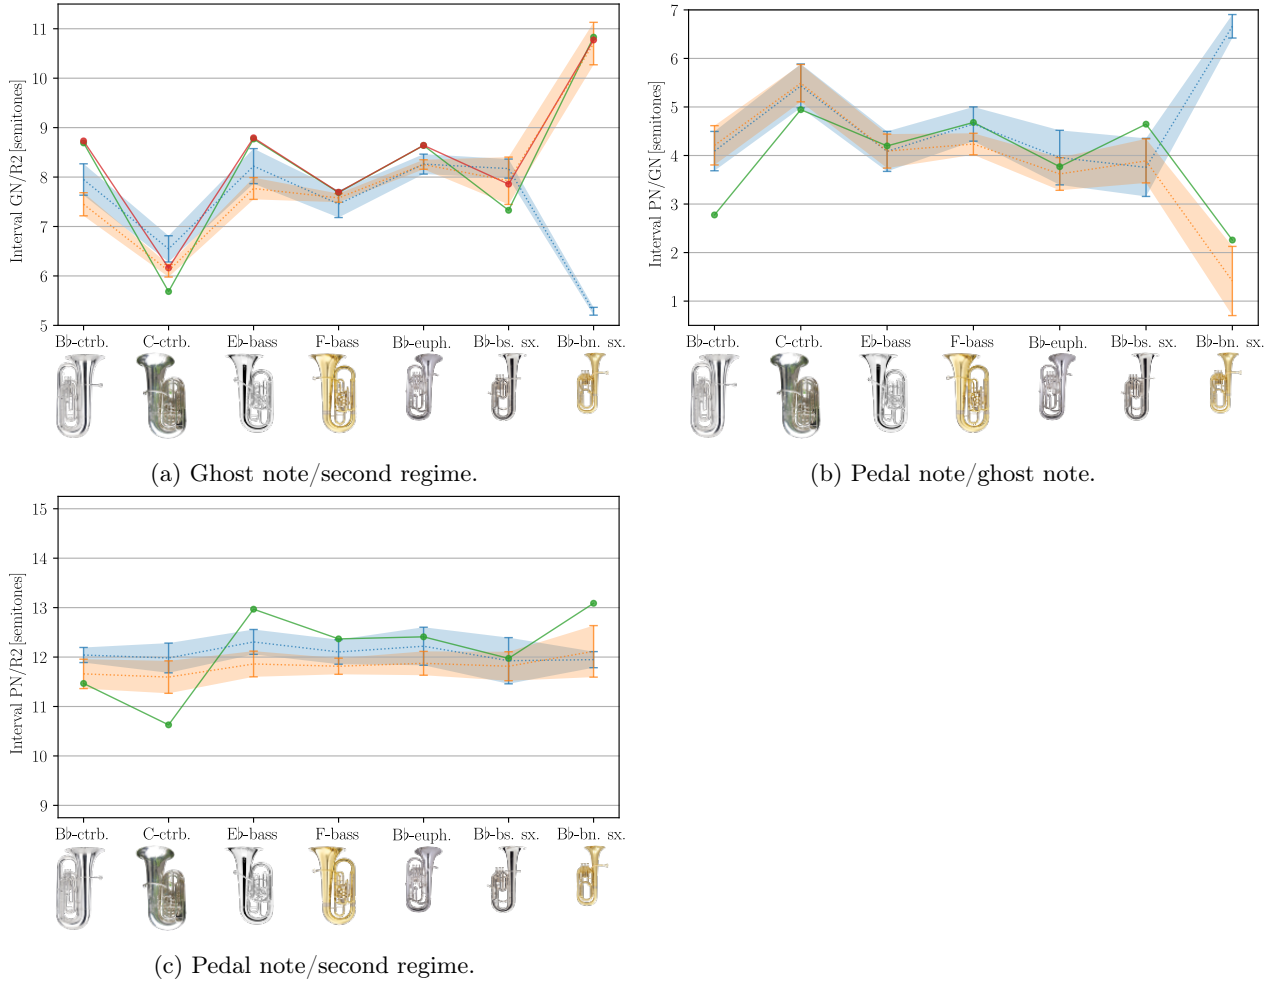 11
10
9
8
7
6
5
Interval GN/R2 [semitones]
B♭-ctrb. C-ctrb. E♭-bass F-bass B♭-euph. B♭-bs. sx. B♭-bn. sx.
(a) Ghost note/second regime.
7
6
5
4
3
2
1
Interval PN/GN [semitones]
B♭-ctrb. C-ctrb. E♭-bass F-bass B♭-euph. B♭-bs. sx. B♭-bn. sx.
(b) Pedal note/ghost note.
15
14
13
12
11
10
9
Interval PN/R2 [semitones]
B♭-ctrb. C-ctrb. E♭-bass F-bass B♭-euph. B♭-bs. sx. B♭-bn. sx.
(c) Pedal note/second regime.